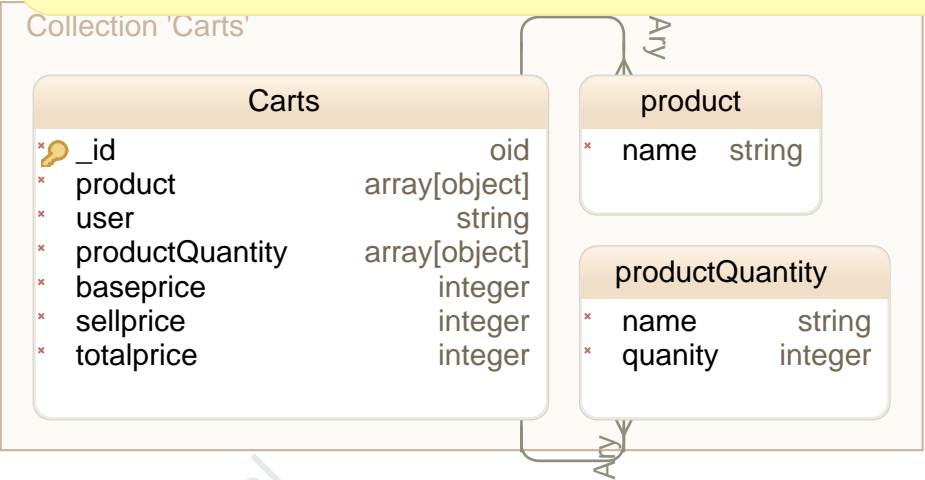 Collection 'Carts'
Ary
Carts
_id oid
product array[object]
user string
productQuantity array[object]
baseprice integer
sellprice integer
totalprice integer
product
name string
productQuantity
name string
quanity integer
Ary